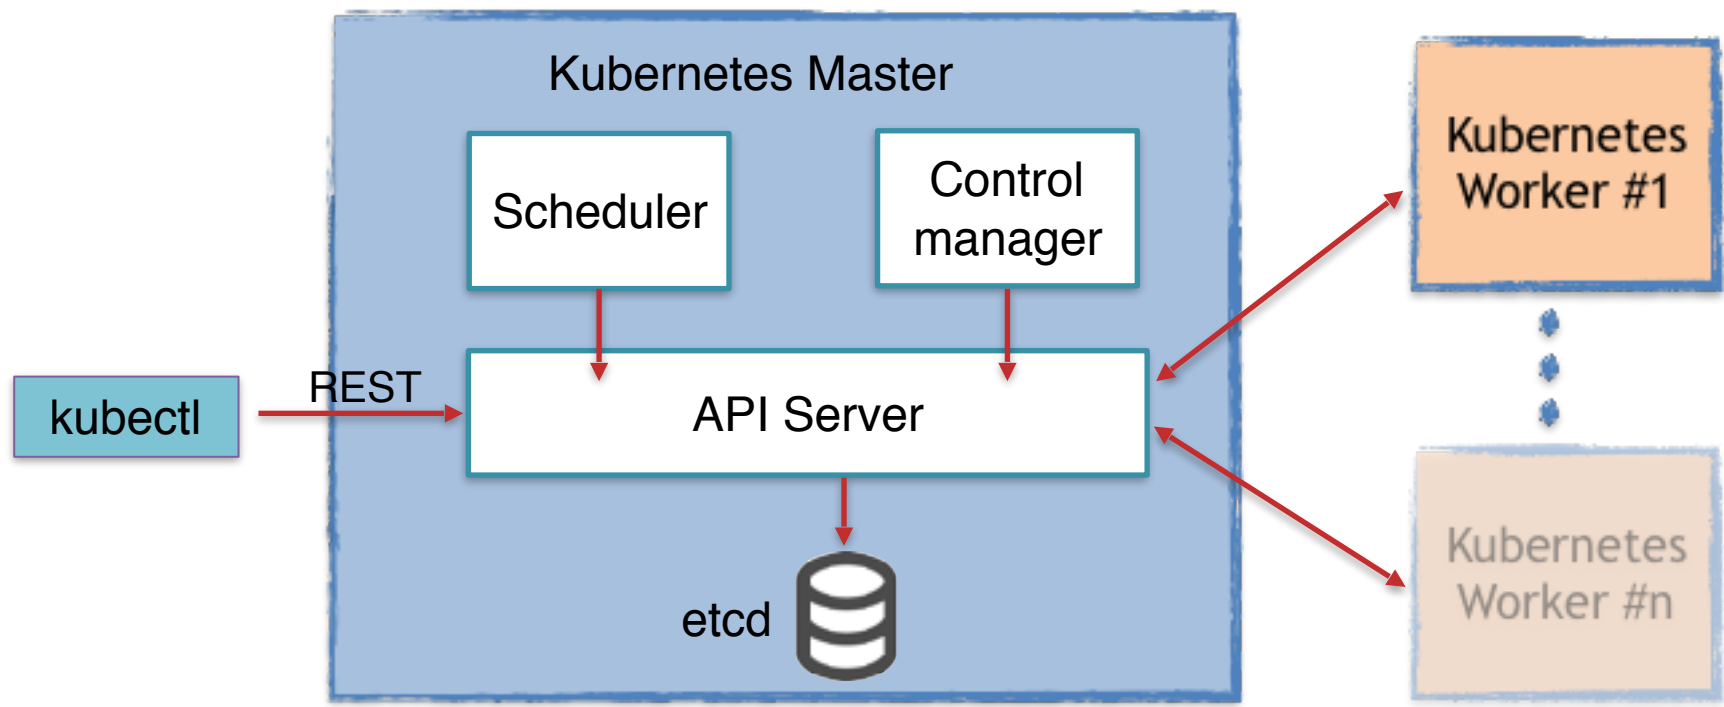 Kubernetes Master
Scheduler
Control
manager
kubectl
REST
API Server
etcd
Kubernetes
Worker #1
Kubernetes
Worker #n